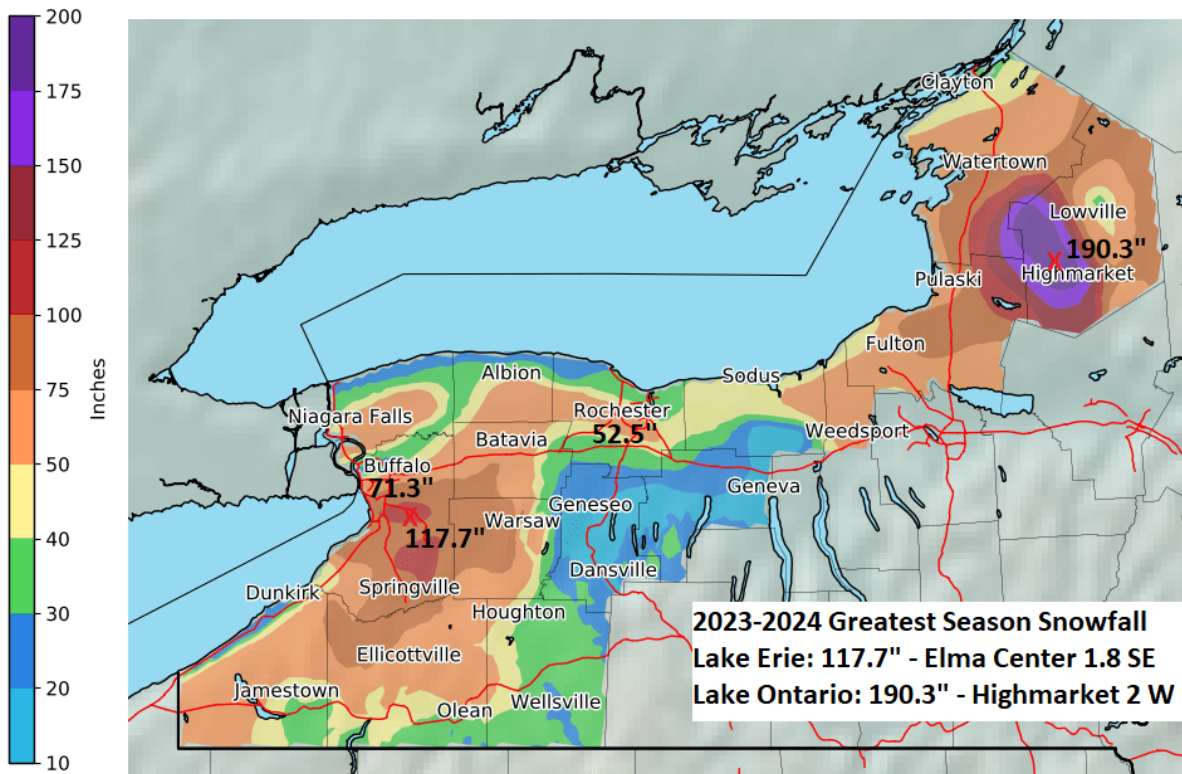 200
175
150
125
100
75
50
40
30
20
10
Inches
Clayton
Watertown
Lowville
190.3"
X
Highmarket
Pulaski
Fulton
Sodus
Albion
Rochester
52.5"
Niagara Falls
Batavia
Weedsport
Buffalo
71.3"
Geneva
Geneseo
Warsaw
X
117.7"
Dansville
Springville
Dunkirk
Houghton
Ellicottville
Jamestown
Olean
Wellsville
2023-2024 Greatest Season Snowfall
Lake Erie: 117.7" - Elma Center 1.8 SE
Lake Ontario: 190.3" - Highmarket 2 W